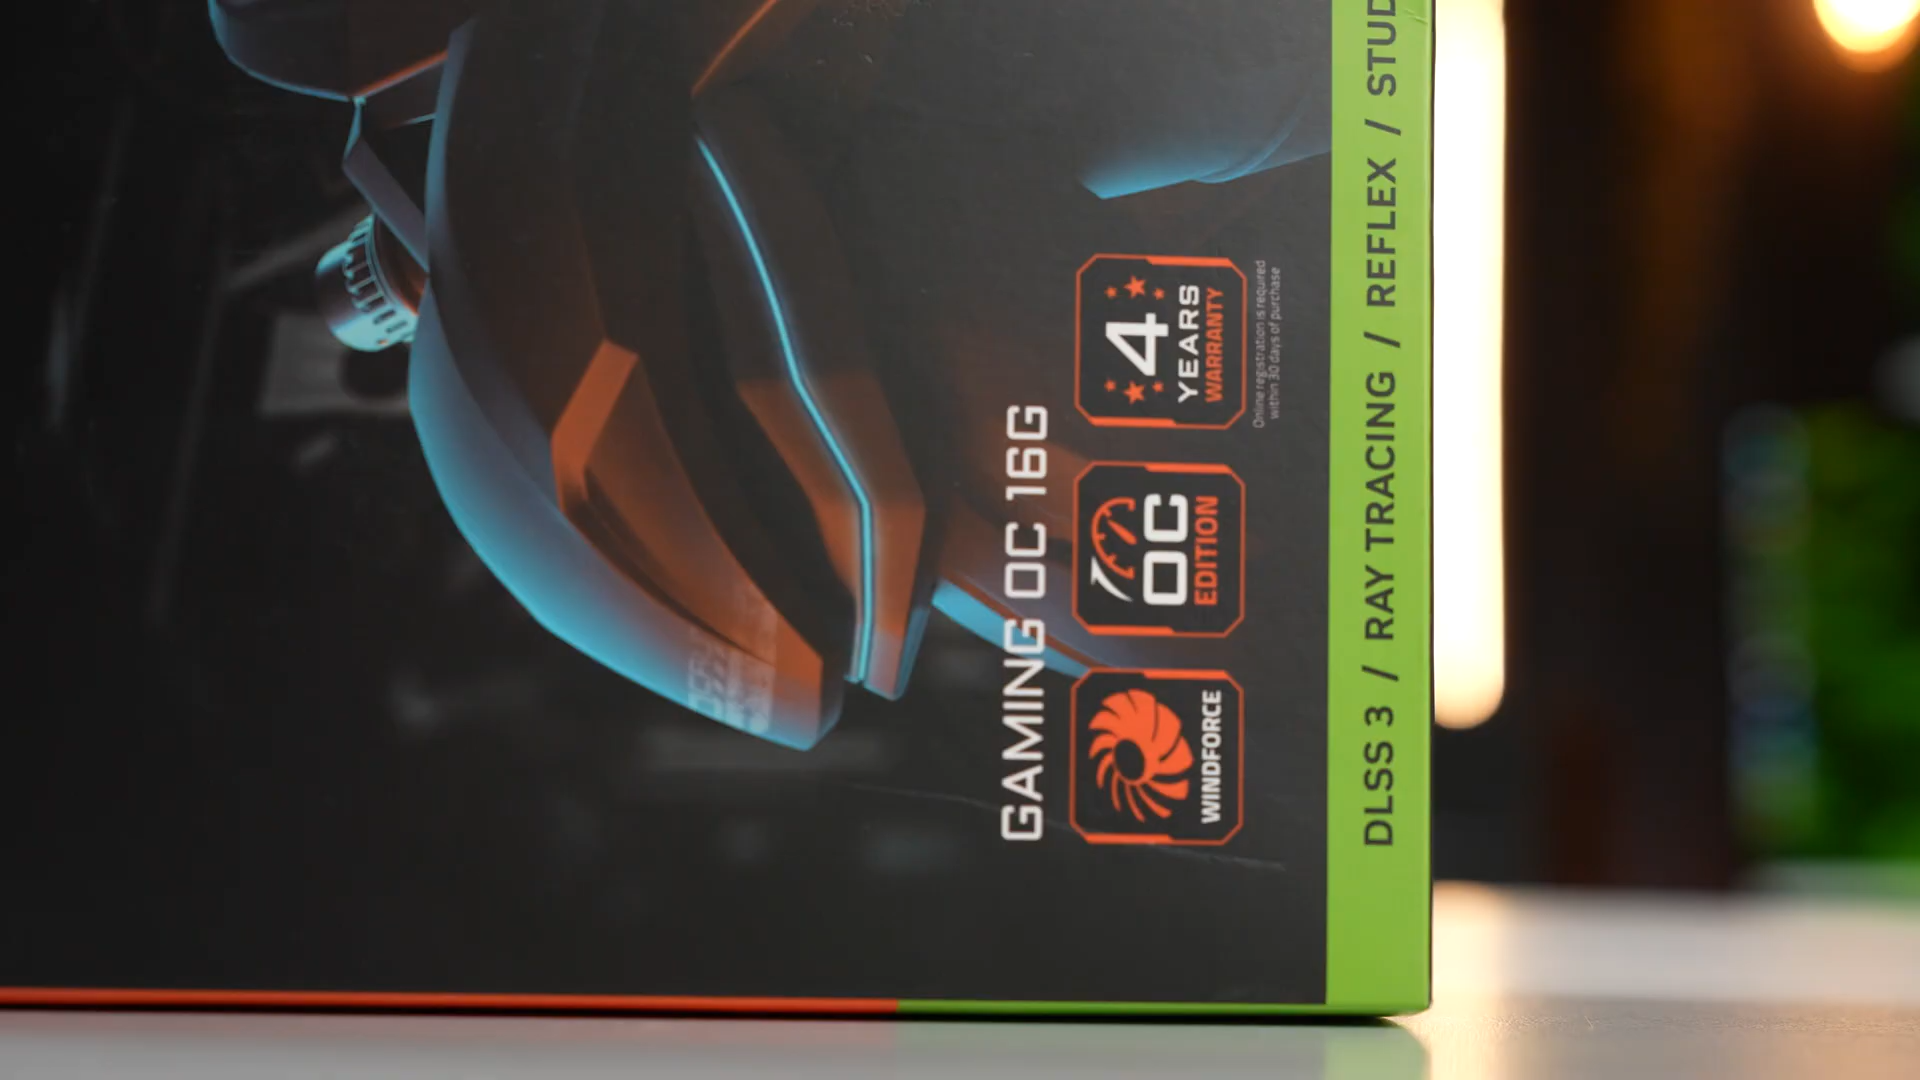 GAMING OC 16G
WINDFORCE
OC
EDITION
4
YEARS
WARRANTY
Online registration is required
within 30 days of purchase
DLSS 3 / RAY TRACING / REFLEX / STUD